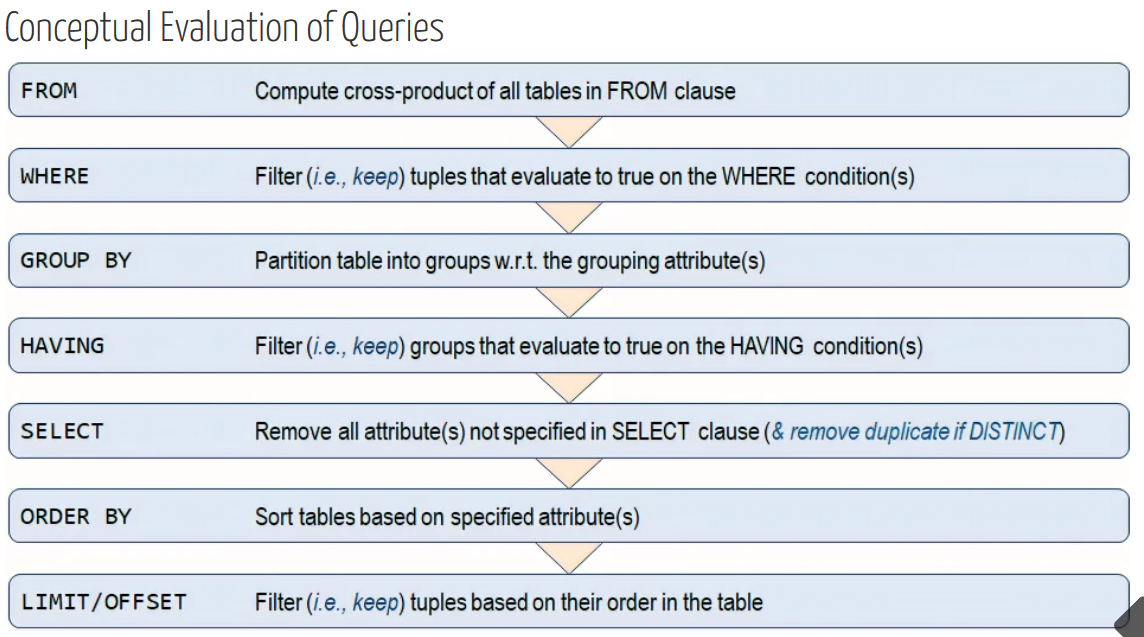 Conceptual Evaluation of Queries
FROM Compute cross-product of all tables in FROM clause
WHERE Filter (i.e., keep) tuples that evaluate to true on the WHERE condition(s)
GROUP BY Partition table into groups w.r.t. the grouping attribute(s)
HAVING Filter (i.e., keep) groups that evaluate to true on the HAVING condition(s)
SELECT Remove all attribute(s) not specified in SELECT clause (& remove duplicate if DISTINCT)
ORDER BY Sort tables based on specified attribute(s)
LIMIT/OFFSET Filter (i.e., keep) tuples based on their order in the table